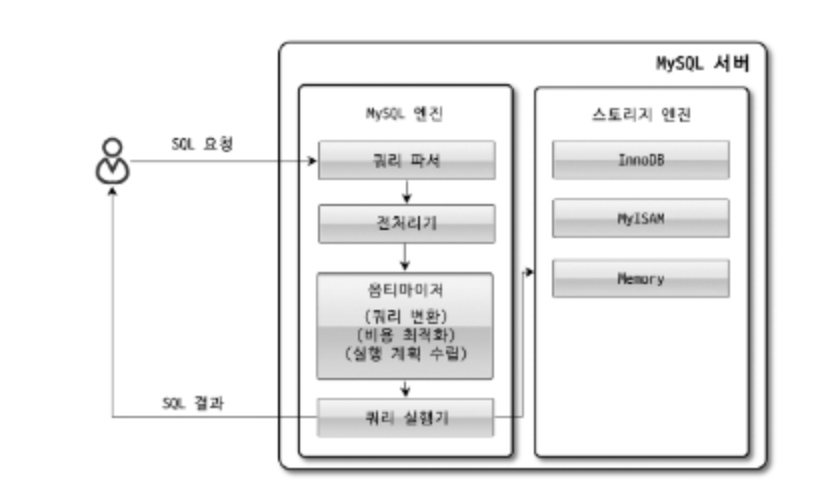 MySQL 서버
MySQL 엔진
스토리지 엔진
SQL 요청
쿼리 파서
InnoDB
전처리기
MyISAM
옵티마이저
(쿼리 변환)
(비용 최적화)
(실행 계획 수립)
Memory
SQL 결과
쿼리 실행기